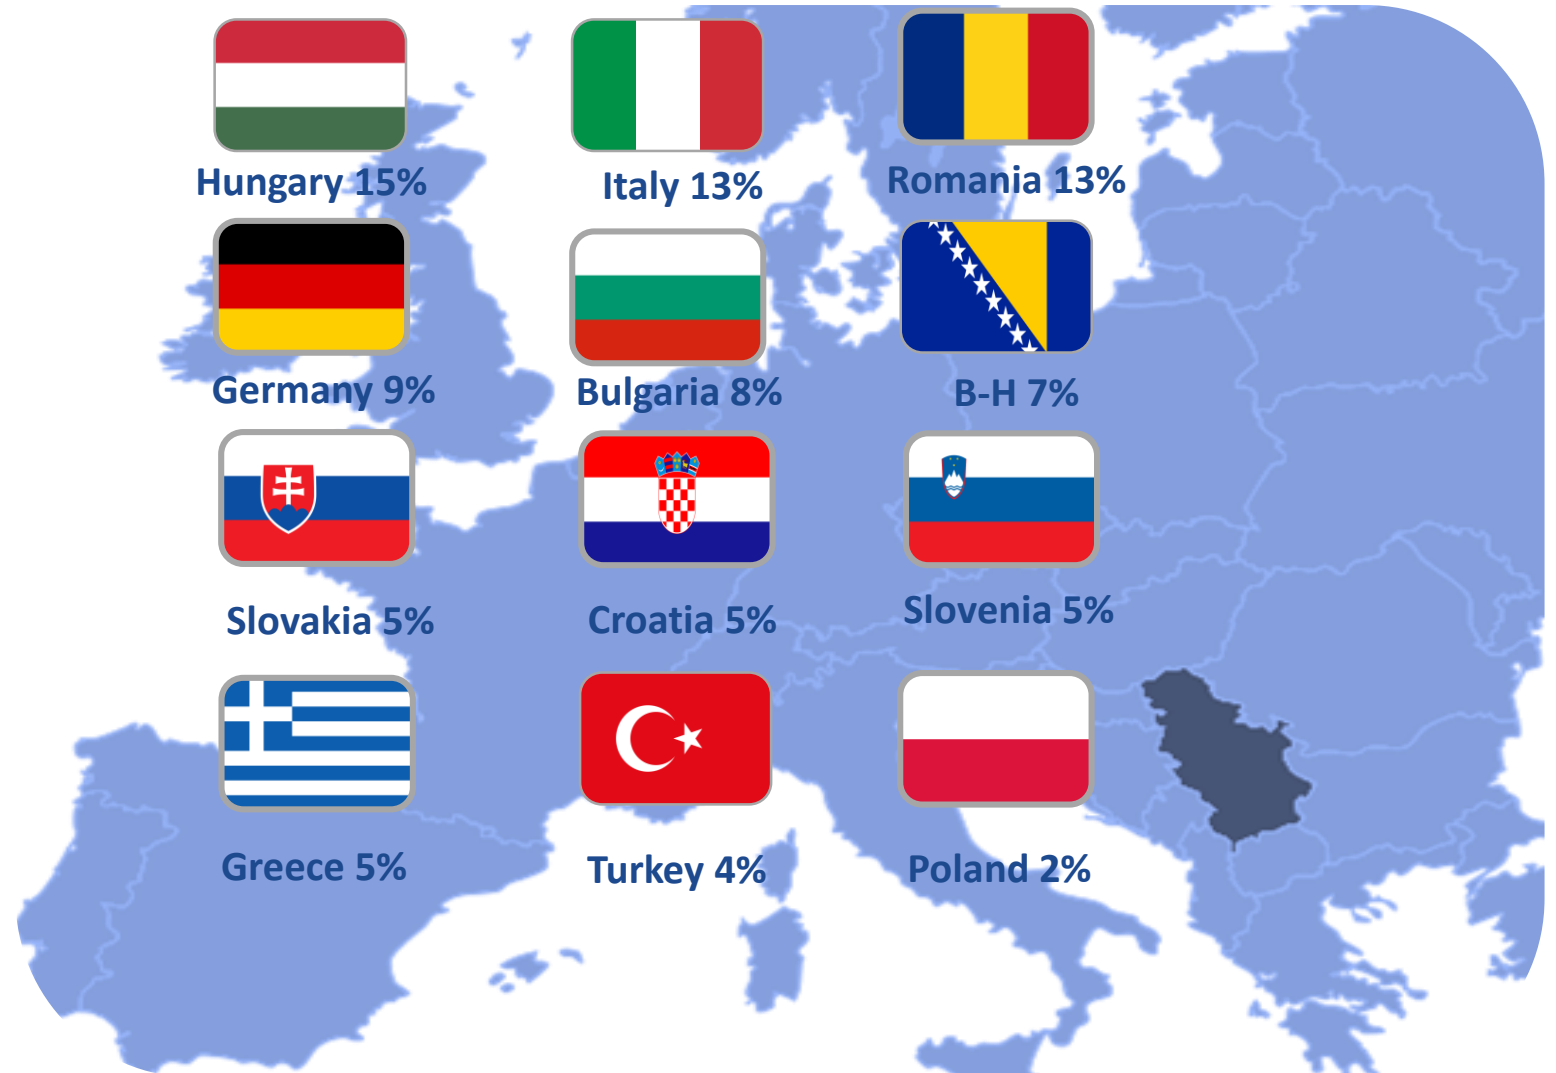 Hungary 15%
Italy 13%
Romania 13%
Germany 9%
Bulgaria 8%
B-H 7%
Slovakia 5%
Croatia 5%
Slovenia 5%
Greece 5%
Turkey 4%
Poland 2%